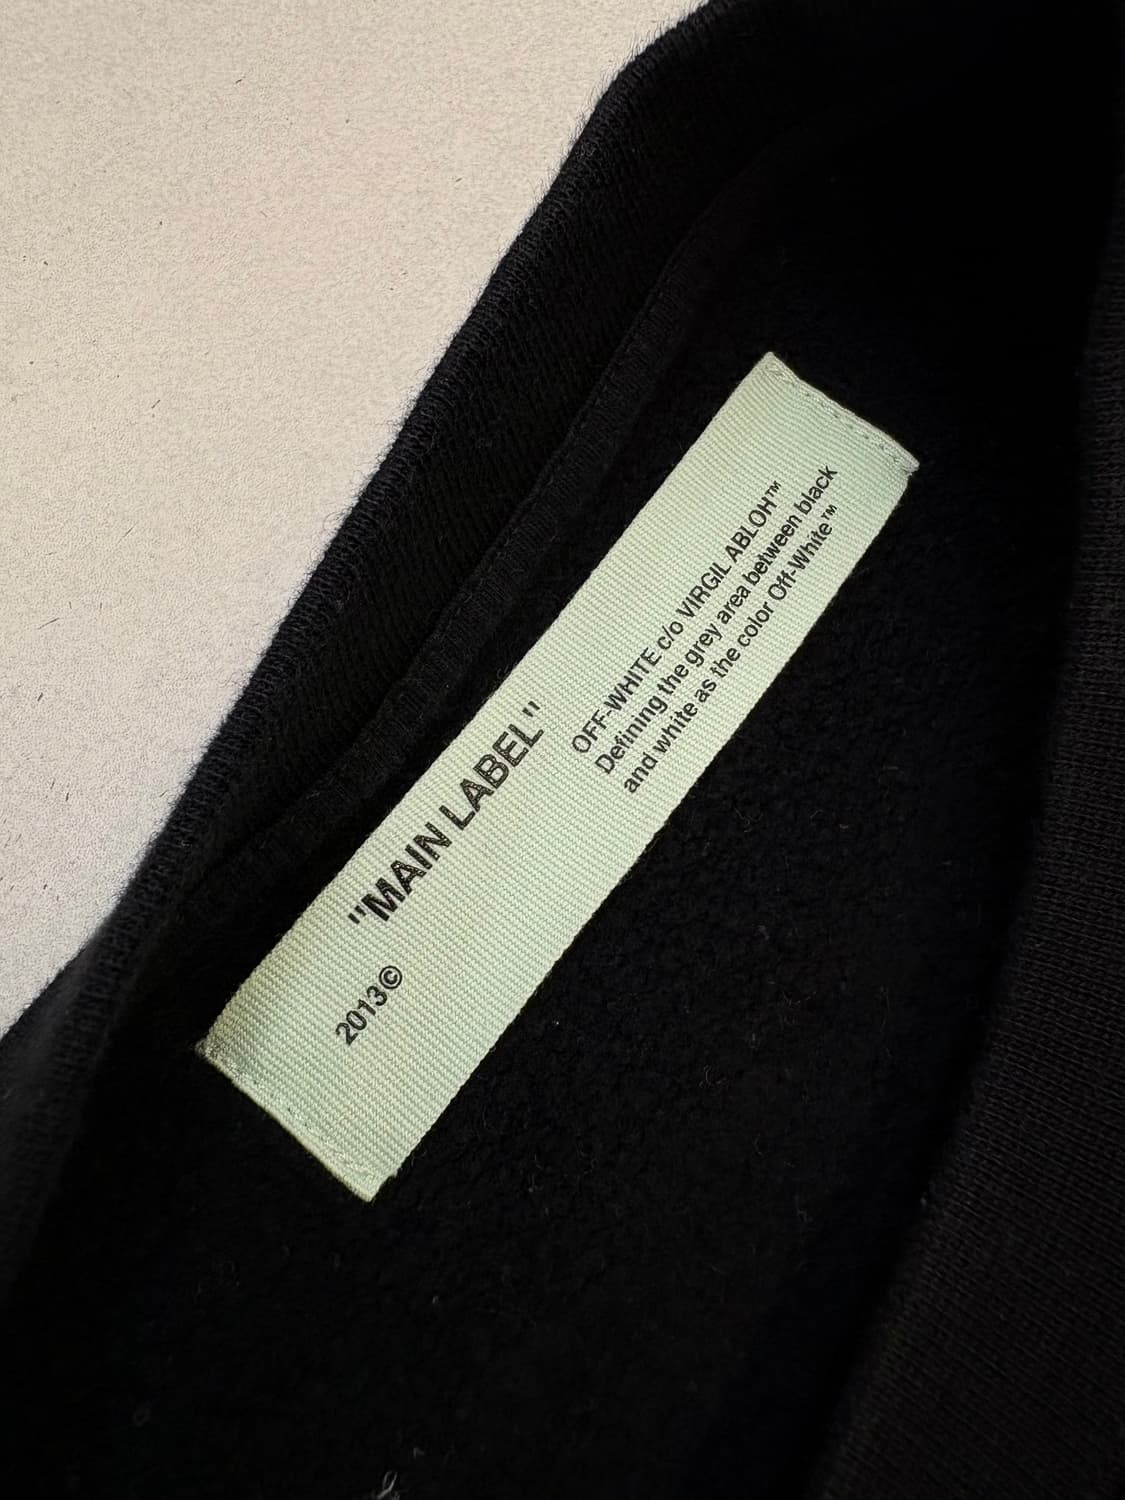 2013©
"MAIN LABEL"
OFF-WHITE c/o VIRGIL ABLOH™
Defining the grey area between black
and white as the color Off-White™